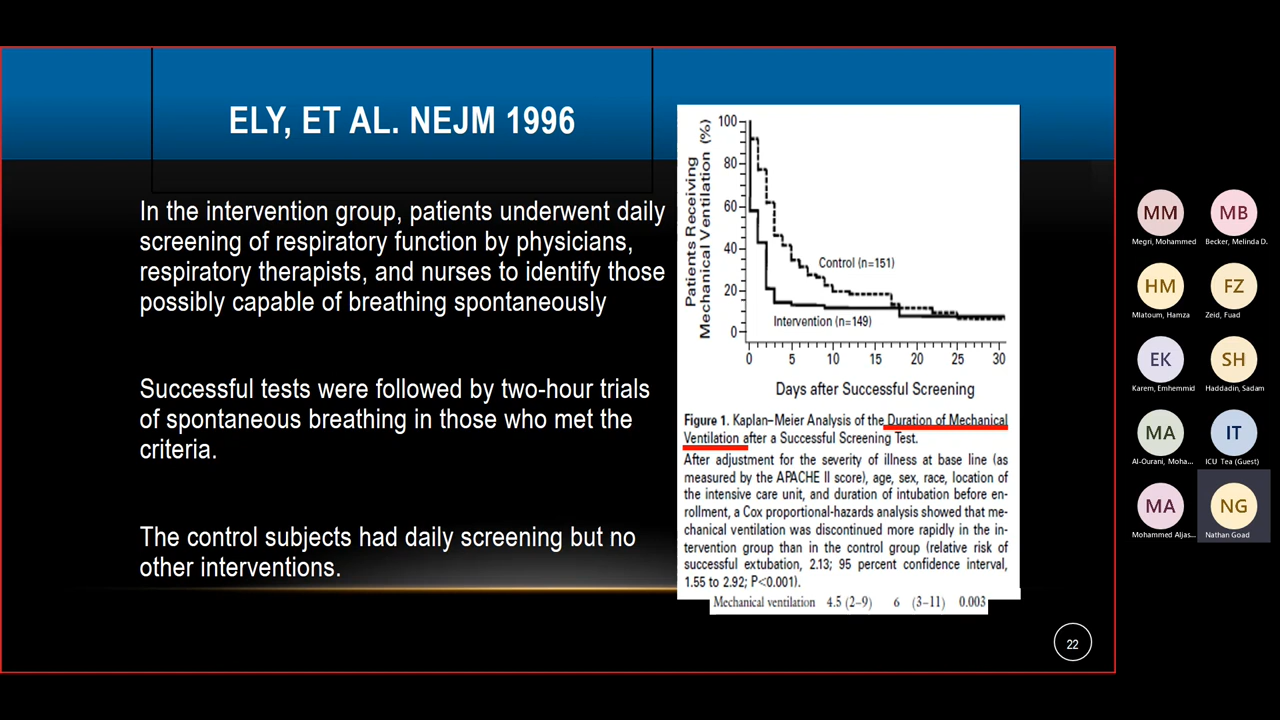 ELY, ET AL. NEJM 1996
In the intervention group, patients underwent daily
screening of respiratory function by physicians,
respiratory therapists, and nurses to identify those
possibly capable of breathing spontaneously
Successful tests were followed by two-hour trials
of spontaneous breathing in those who met the
criteria.
The control subjects had daily screening but no
other interventions.
Patients Receiving
Mechanical Ventilation (%)
100
80
60
40
20
0
Control (n=151)
Intervention (n=149)
0 5 10 15 20 25 30
Days after Successful Screening
Figure 1. Kaplan–Meier Analysis of the Duration of Mechanical
Ventilation after a Successful Screening Test.
After adjustment for the severity of illness at base line (as
measured by the APACHE II score), age, sex, race, location of
the intensive care unit, and duration of intubation before en-
rollment, a Cox proportional-hazards analysis showed that me-
chanical ventilation was discontinued more rapidly in the in-
tervention group than in the control group (relative risk of
successful extubation, 2.13; 95 percent confidence interval,
1.55 to 2.92; P<0.001).
Mechanical ventilation 4.5 (2–9) 6 (3–11) 0.003
22
MM MB
Megri, Mohammed Becker, Melinda D.
HM FZ
Mlatoum, Hamza Zeid, Fuad
EK SH
Karem, Emhemmid Haddadin, Sadam
MA IT
Al-Ourani, Moha... ICU Tea (Guest)
MA NG
Mohammed Aljas... Nathan Goad